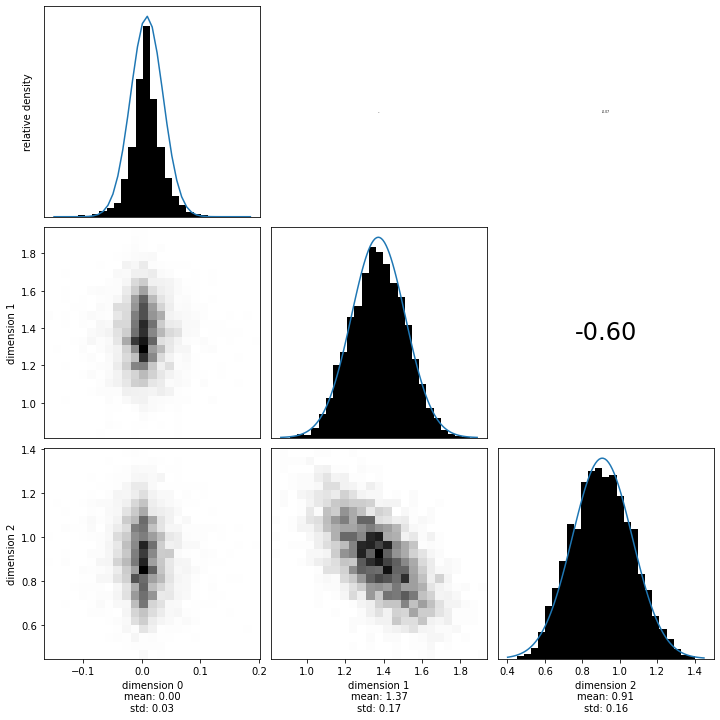 relative density
dimension 1
1.8
1.6
1.4
1.2
1.0
-0.60
dimension 2
1.4
1.2
1.0
0.8
0.6
−0.1 0.0 0.1 0.2
1.0 1.2 1.4 1.6 1.8
0.4 0.6 0.8 1.0 1.2 1.4
dimension 0
mean: 0.00
std: 0.03
dimension 1
mean: 1.37
std: 0.17
dimension 2
mean: 0.91
std: 0.16